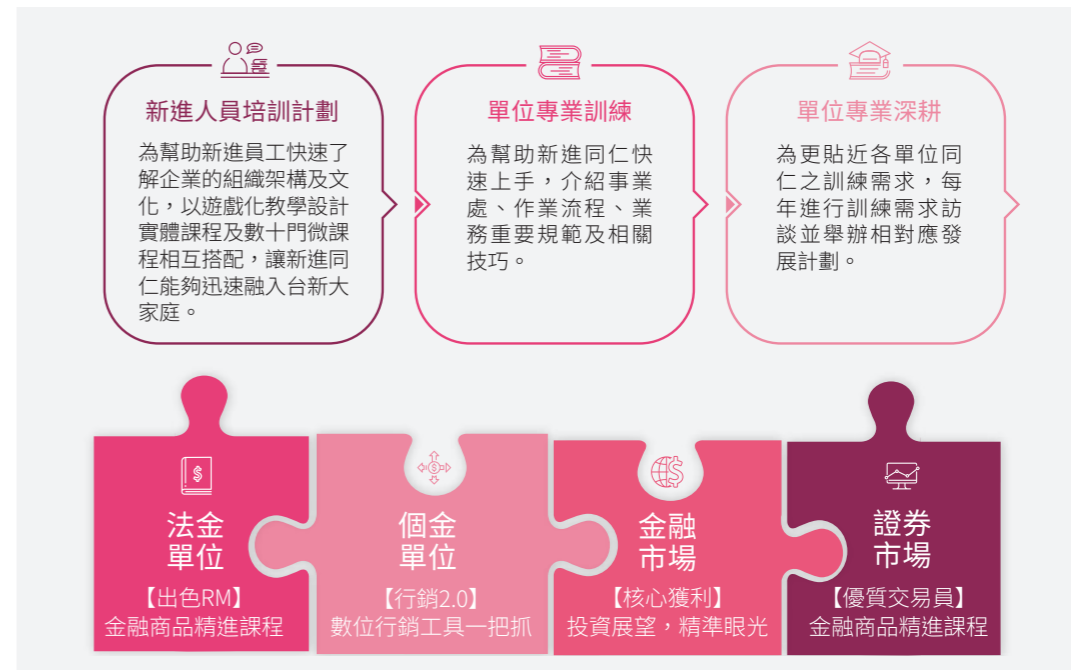 新進人員培訓計劃
為幫助新進員工快速了
解企業的組織架構及文
化，以遊戲化教學設計
實體課程及數十門微課
程相互搭配，讓新進同
仁能夠迅速融入台新大
家庭。
單位專業訓練
為幫助新進同仁快
速上手，介紹事業
處、作業流程、業
務重要規範及相關
技巧。
單位專業深耕
為更貼近各單位同
仁之訓練需求，每
年進行訓練需求訪
談並舉辦相對應發
展計劃。
法金
單位
【出色RM】
金融商品精進課程
個金
單位
【行銷2.0】
數位行銷工具一把抓
金融
市場
【核心獲利】
投資展望，精準眼光
證券
市場
【優質交易員】
金融商品精進課程